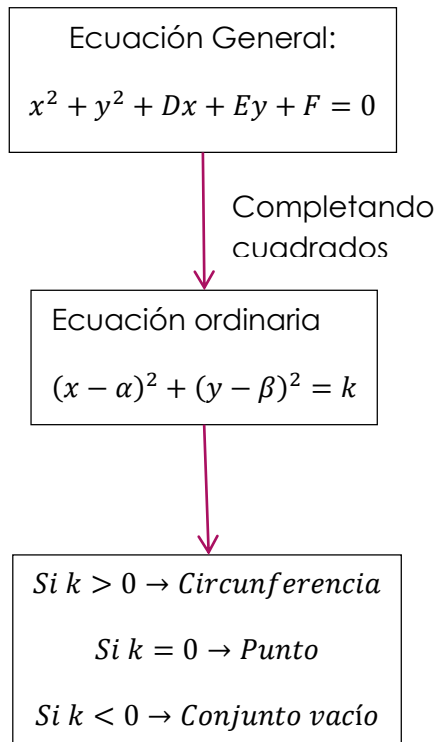 Ecuación General:
x² + y² + Dx + Ey + F = 0
Completando
cuadrados
Ecuación ordinaria
(x − α)² + (y − β)² = k
Si k > 0 → Circunferencia
Si k = 0 → Punto
Si k < 0 → Conjunto vacío